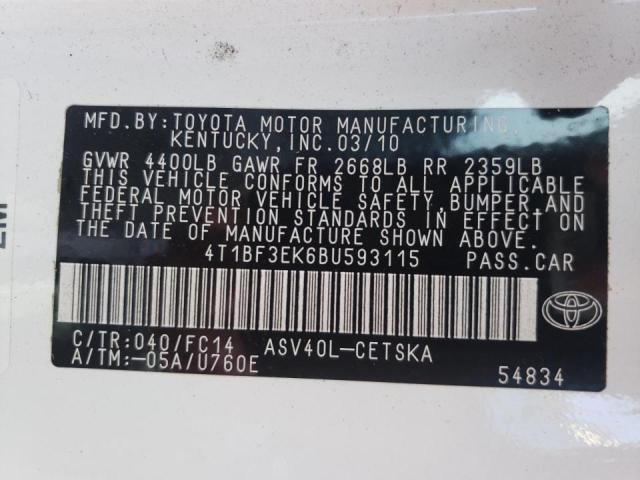 MFD.BY:TOYOTA MOTOR MANUFACTURING,
KENTUCKY,INC.03/10
GVWR 4400LB GAWR FR 2668LB RR 2359LB
THIS VEHICLE CONFORMS TO ALL APPLICABLE
FEDERAL MOTOR VEHICLE SAFETY,BUMPER AND
THEFT PREVENTION STANDARDS IN EFFECT ON
THE DATE OF MANUFACTURE SHOWN ABOVE.
4T1BF3EK6BU593115 PASS.CAR
C/TR:040/FC14 ASV40L-CETSKA
A/TM:-05A/U760E
54834